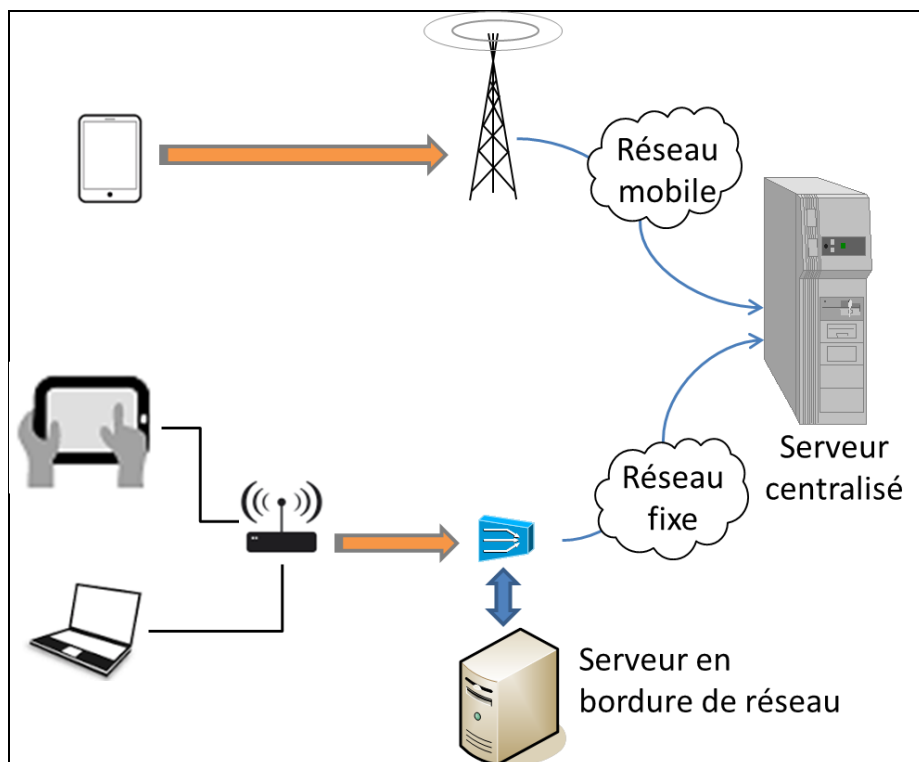 Réseau
mobile
Serveur
centralisé
Réseau
fixe
Serveur en
bordure de réseau